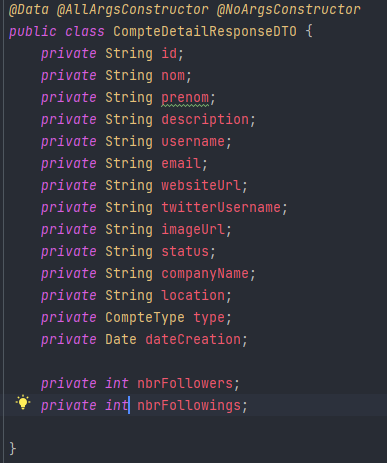 @Data @AllArgsConstructor @NoArgsConstructor
public class CompteDetailResponseDTO {
    private String id;
    private String nom;
    private String prenom;
    private String description;
    private String username;
    private String email;
    private String websiteUrl;
    private String twitterUsername;
    private String imageUrl;
    private String status;
    private String companyName;
    private String location;
    private CompteType type;
    private Date dateCreation;

    private int nbrFollowers;
    private int nbrFollowings;

}